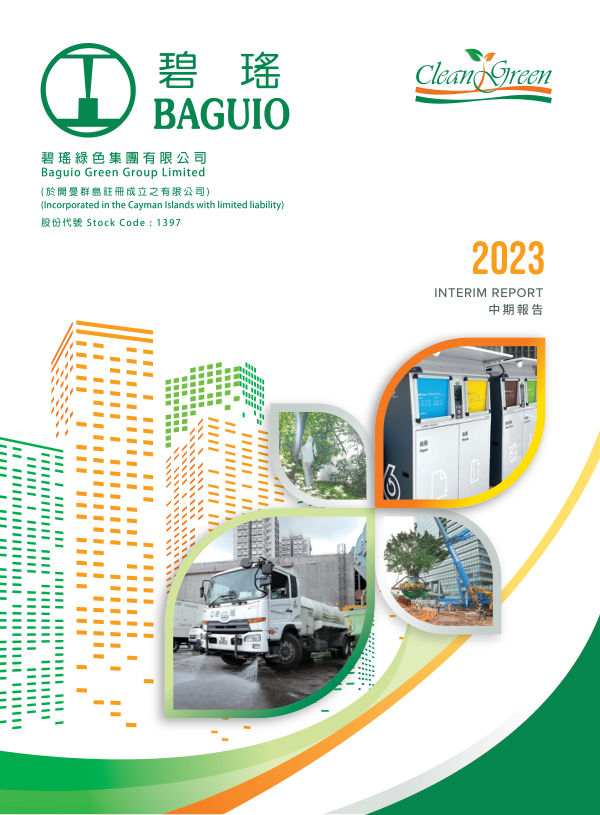 碧瑤
BAGUIO
Clean Green
碧瑤綠色集團有限公司
Baguio Green Group Limited
(於開曼群島註冊成立之有限公司)
(Incorporated in the Cayman Islands with limited liability)
股份代號 Stock Code : 1397
2023
INTERIM REPORT
中期報告
碧瑤